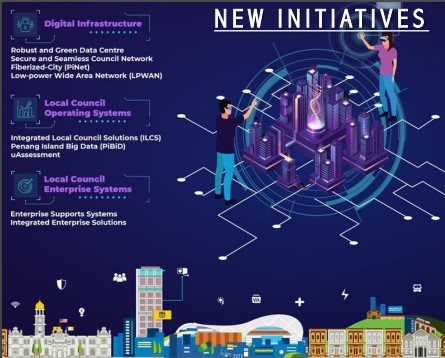 NEW INITIATIVES
Digital Infrastructure
Robust and Green Data Centre
Secure and Seamless Council Network
Fiberized-City (PiNet)
Low-power Wide Area Network (LPWAN)
Local Council
Operating Systems
Integrated Local Council Solutions (ILCS)
Penang Island Big Data (PiBiD)
uAssessment
Local Council
Enterprise Systems
Enterprise Supports Systems
Integrated Enterprise Solutions